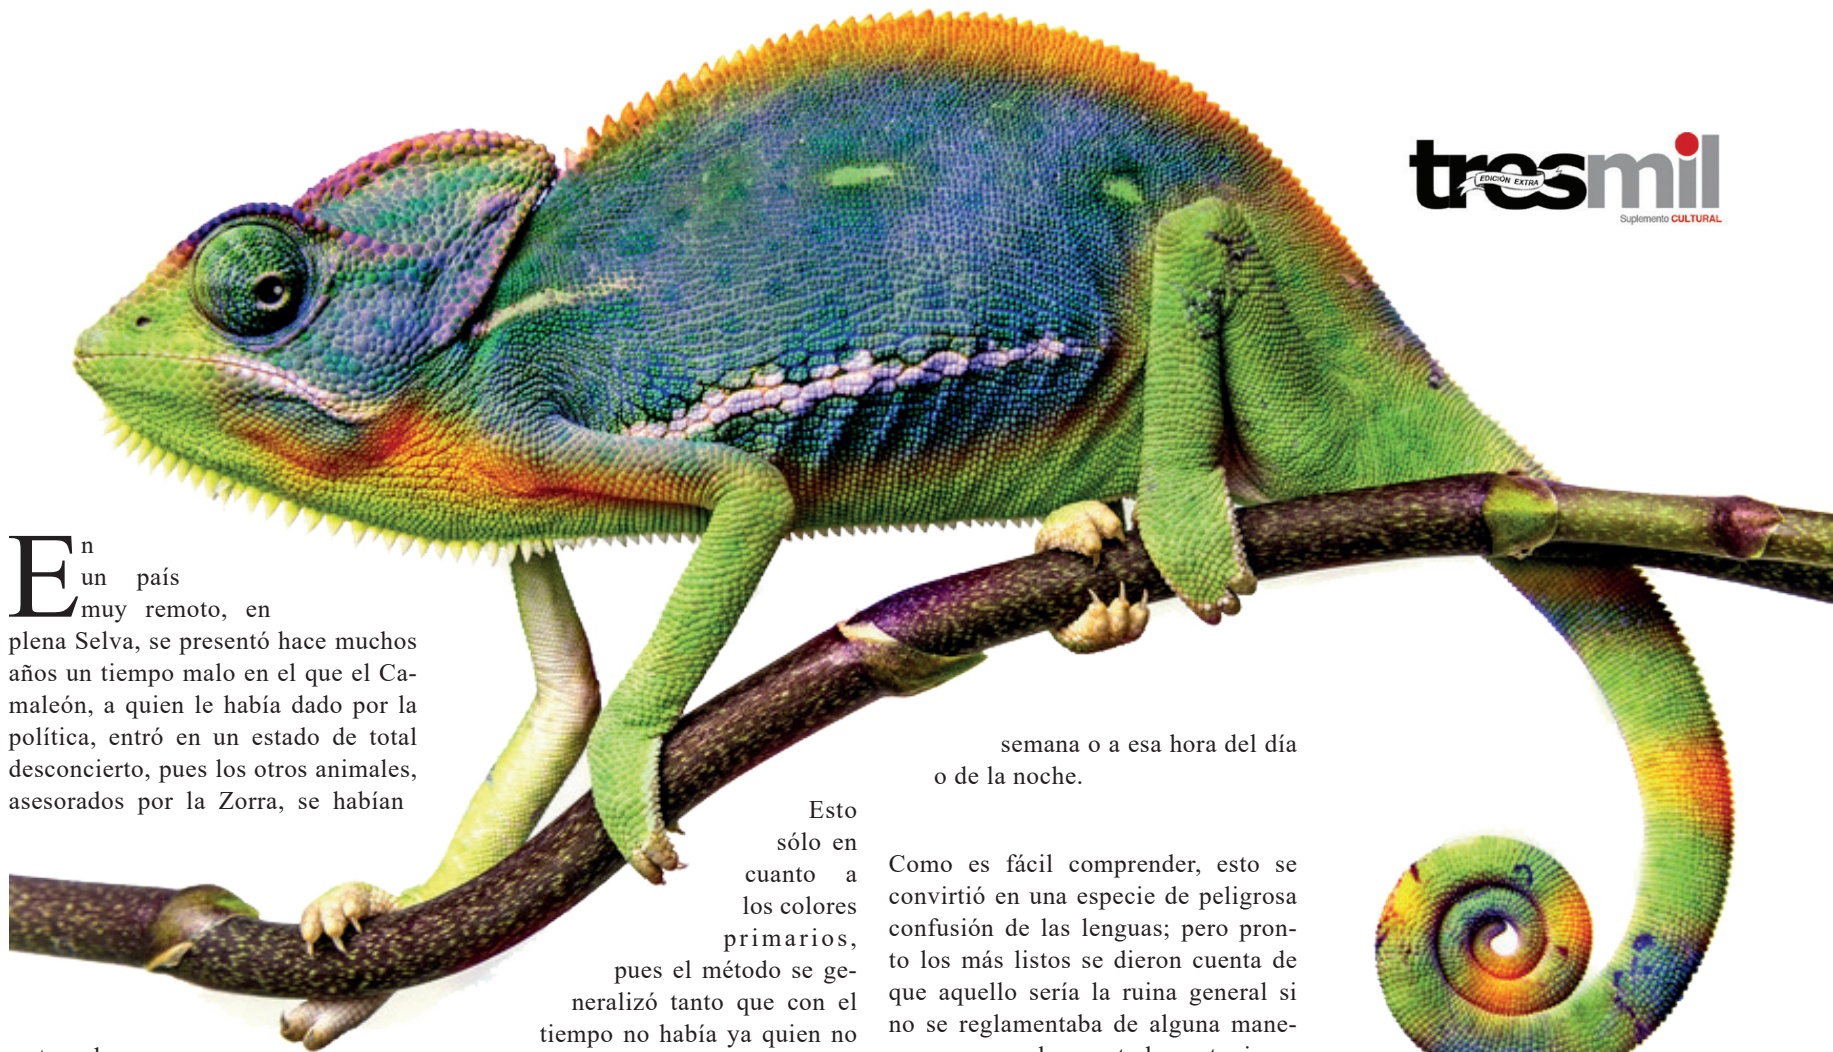 tresmil
EDICIÓN EXTRA
Suplemento CULTURAL
En
un país
muy remoto, en
plena Selva, se presentó hace muchos
años un tiempo malo en el que el Ca-
maleón, a quien le había dado por la
política, entró en un estado de total
desconcierto, pues los otros animales,
asesorados por la Zorra, se habían
Esto
sólo en
cuanto a
los colores
primarios,
pues el método se ge-
neralizó tanto que con el
tiempo no había ya quien no
semana o a esa hora del día
o de la noche.
Como es fácil comprender, esto se
convirtió en una especie de peligrosa
confusión de las lenguas; pero pron-
to los más listos se dieron cuenta de
que aquello sería la ruina general si
no se reglamentaba de alguna mane-